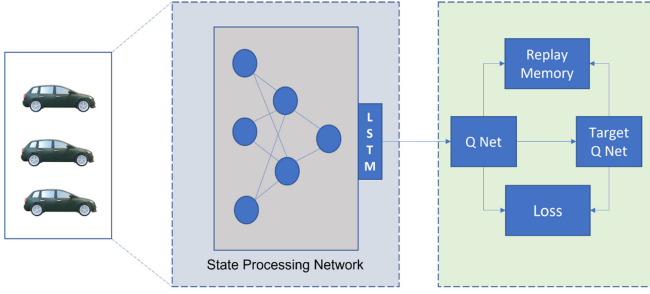 Replay
Memory
L
S
T
M
Q Net
Target
Q Net
Loss
State Processing Network